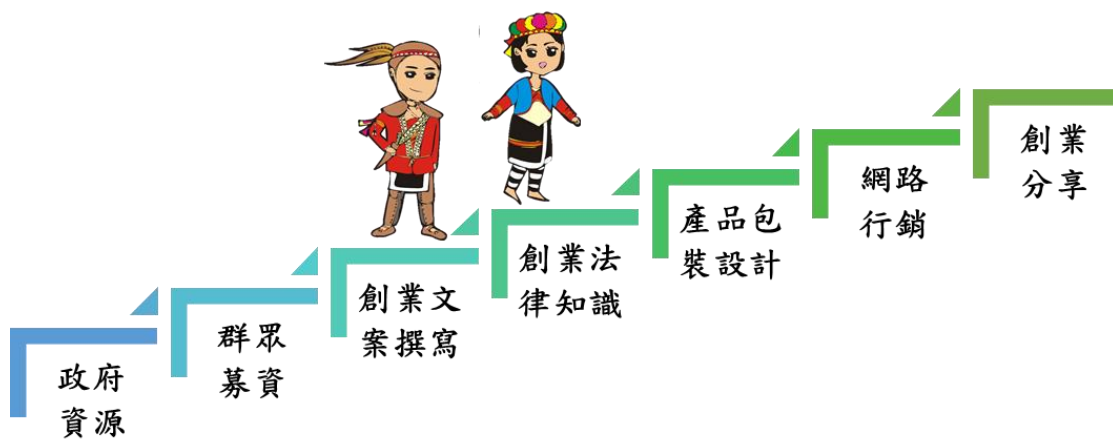 政府
資源
群眾
募資
創業文
案撰寫
創業法
律知識
產品包
裝設計
網路
行銷
創業
分享